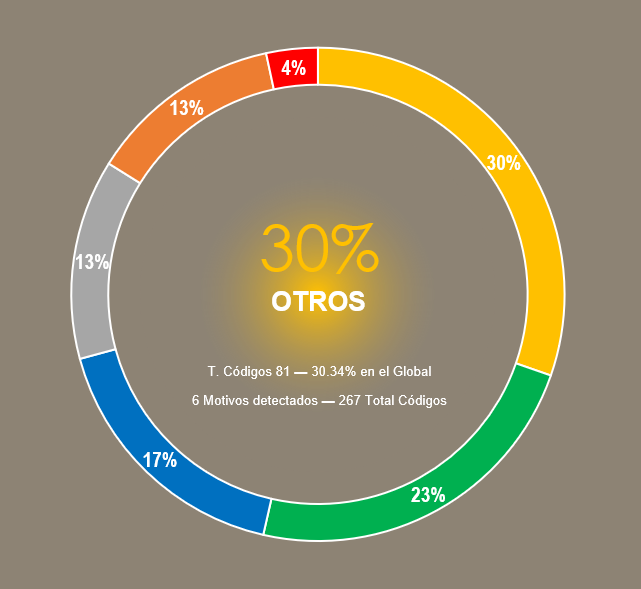 4%
13%
30%
13%
30%
OTROS
T. Códigos 81 — 30.34% en el Global
6 Motivos detectados — 267 Total Códigos
17%
23%